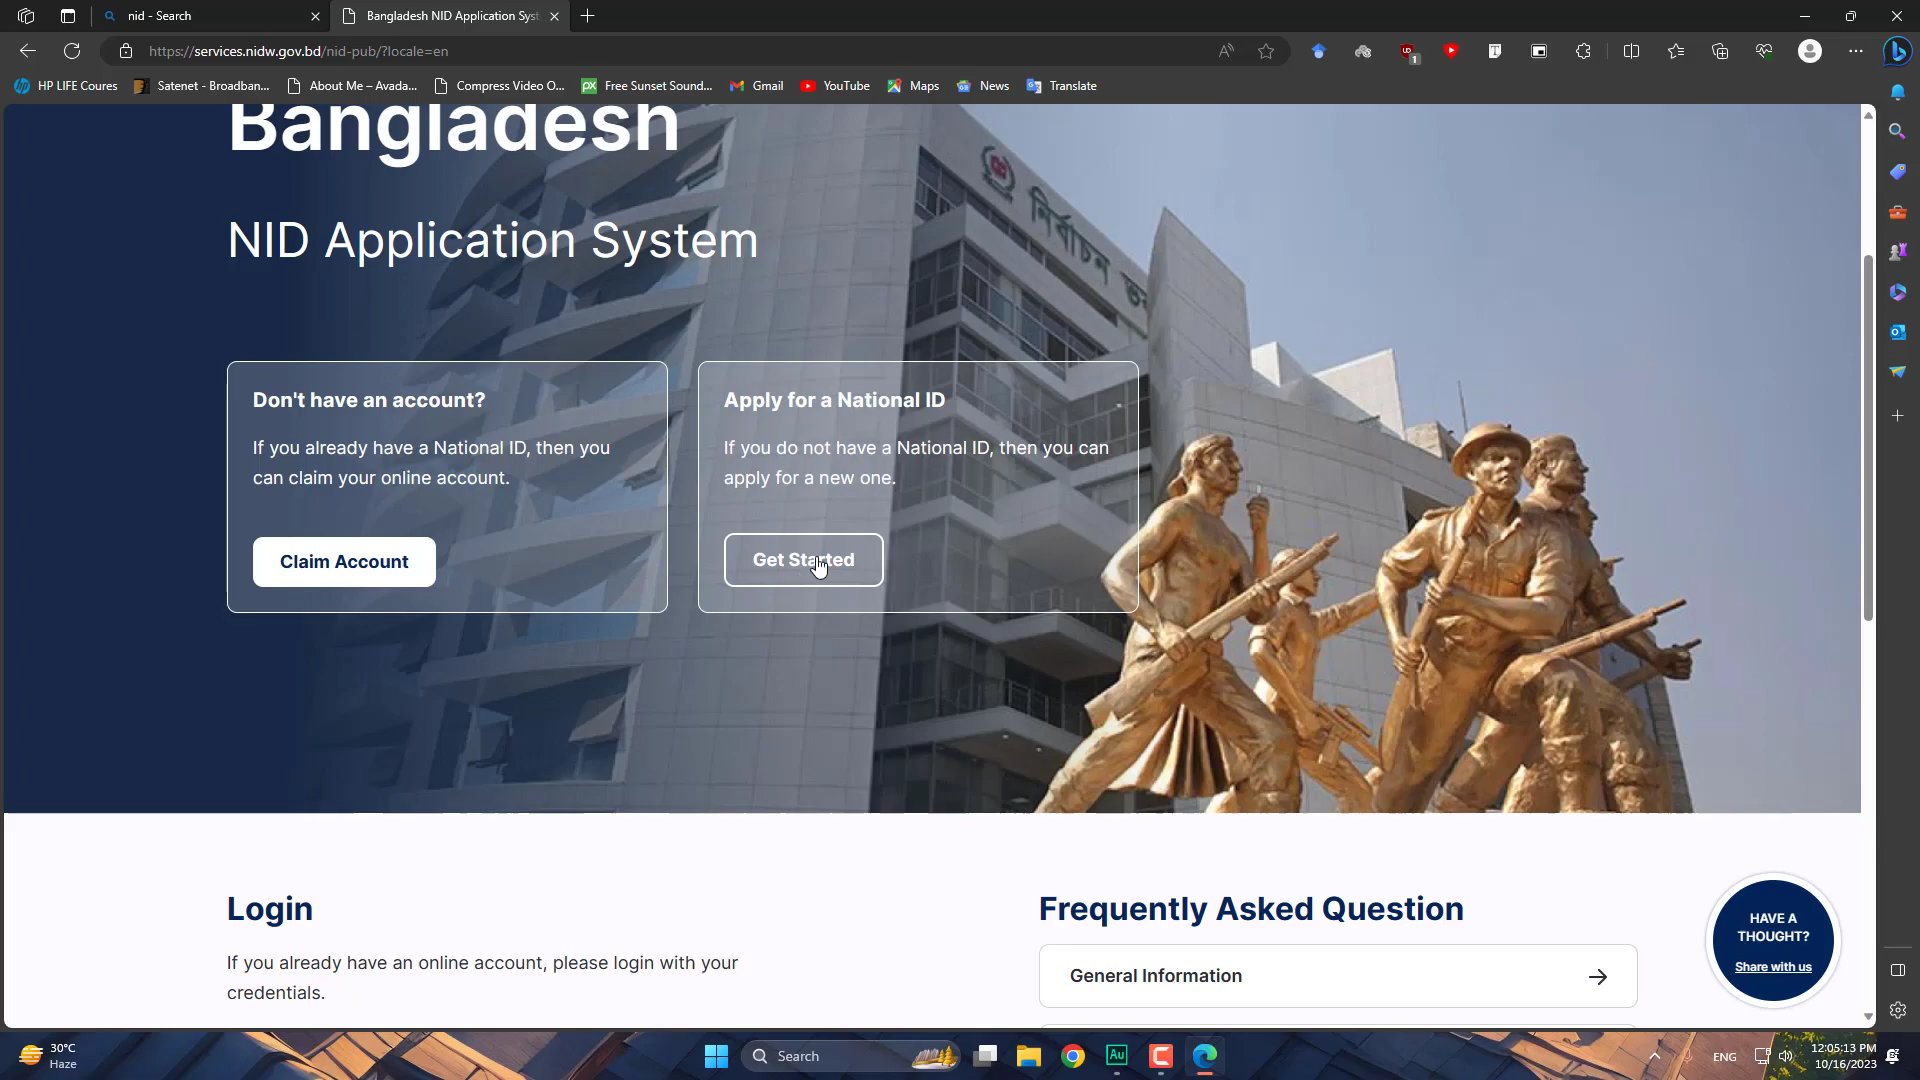 nid - Search
Bangladesh NID Application Syst
https://services.nidw.gov.bd/nid-pub/?locale=en
HP LIFE Coures
Satenet - Broadban...
About Me – Avada...
Compress Video O...
Free Sunset Sound...
Gmail
YouTube
Maps
News
Translate
Bangladesh
NID Application System
নির্বাচন ভ
Don't have an account?
If you already have a National ID, then you
can claim your online account.
Claim Account
Apply for a National ID
If you do not have a National ID, then you can
apply for a new one.
Get Started
Login
If you already have an online account, please login with your
credentials.
Frequently Asked Question
General Information
HAVE A
THOUGHT?
Share with us
30°C
Haze
Search
Au
ENG
12:05:13 PM
10/16/2023